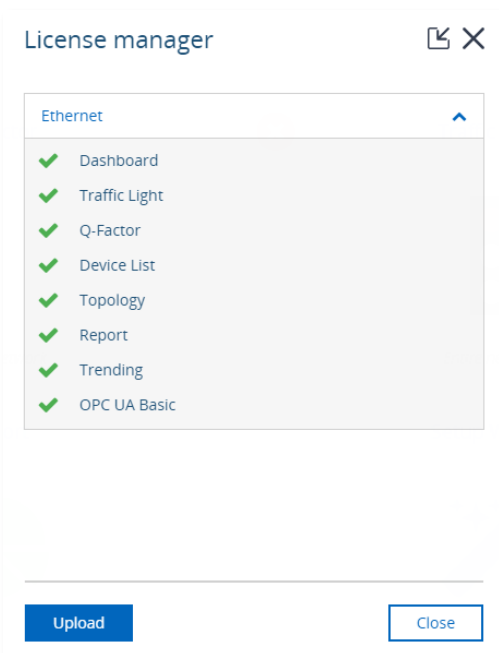 License manager
Ethernet
Dashboard
Traffic Light
Q-Factor
Device List
Topology
Report
Trending
OPC UA Basic
Upload
Close